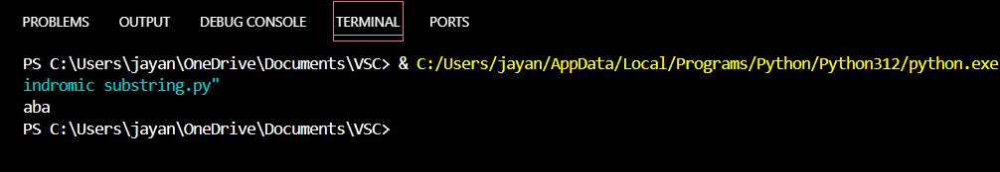 PROBLEMS OUTPUT DEBUG CONSOLE TERMINAL PORTS
PS C:\Users\jayan\OneDrive\Documents\VSC> & C:/Users/jayan/AppData/Local/Programs/Python/Python312/python.exe
indromic substring.py"
aba
PS C:\Users\jayan\OneDrive\Documents\VSC>